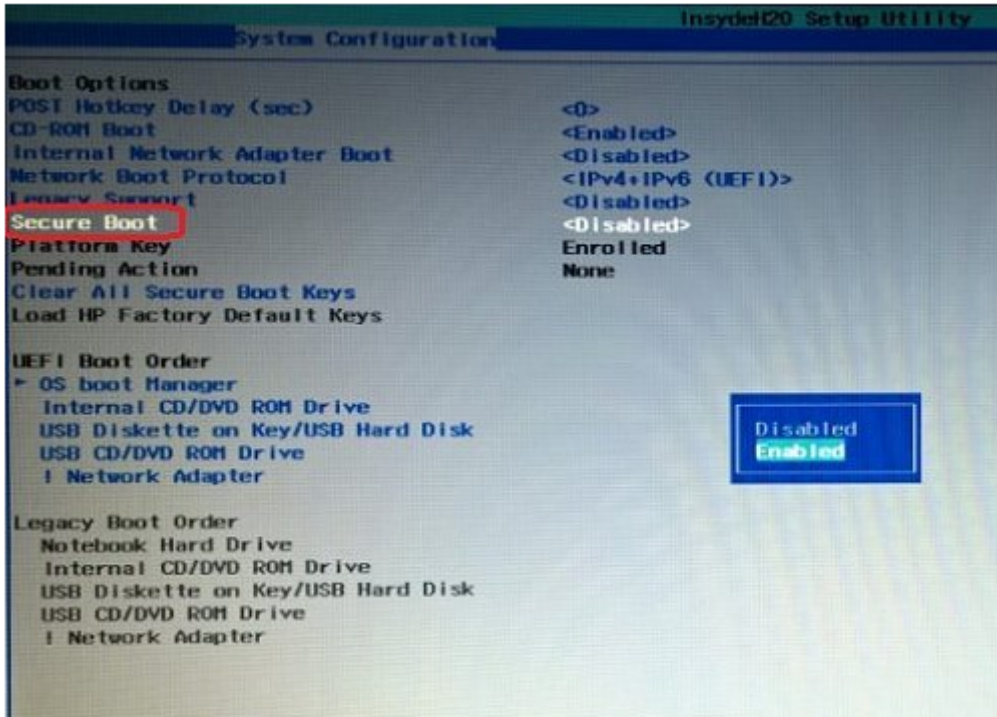 InsydeH20 Setup Utility
System Configuration
Boot Options
POST Hotkey Delay (sec) <0>
CD-ROM Boot <Enabled>
Internal Network Adapter Boot <Disabled>
Network Boot Protocol <IPv4+IPv6 (UEFI)>
Legacy Support <Disabled>
Secure Boot <Disabled>
Platform Key Enrolled
Pending Action None
Clear All Secure Boot Keys
Load HP Factory Default Keys
UEFI Boot Order
► OS boot Manager
Internal CD/DVD ROM Drive
USB Diskette on Key/USB Hard Disk
USB CD/DVD ROM Drive
! Network Adapter
Disabled
Enabled
Legacy Boot Order
Notebook Hard Drive
Internal CD/DVD ROM Drive
USB Diskette on Key/USB Hard Disk
USB CD/DVD ROM Drive
! Network Adapter